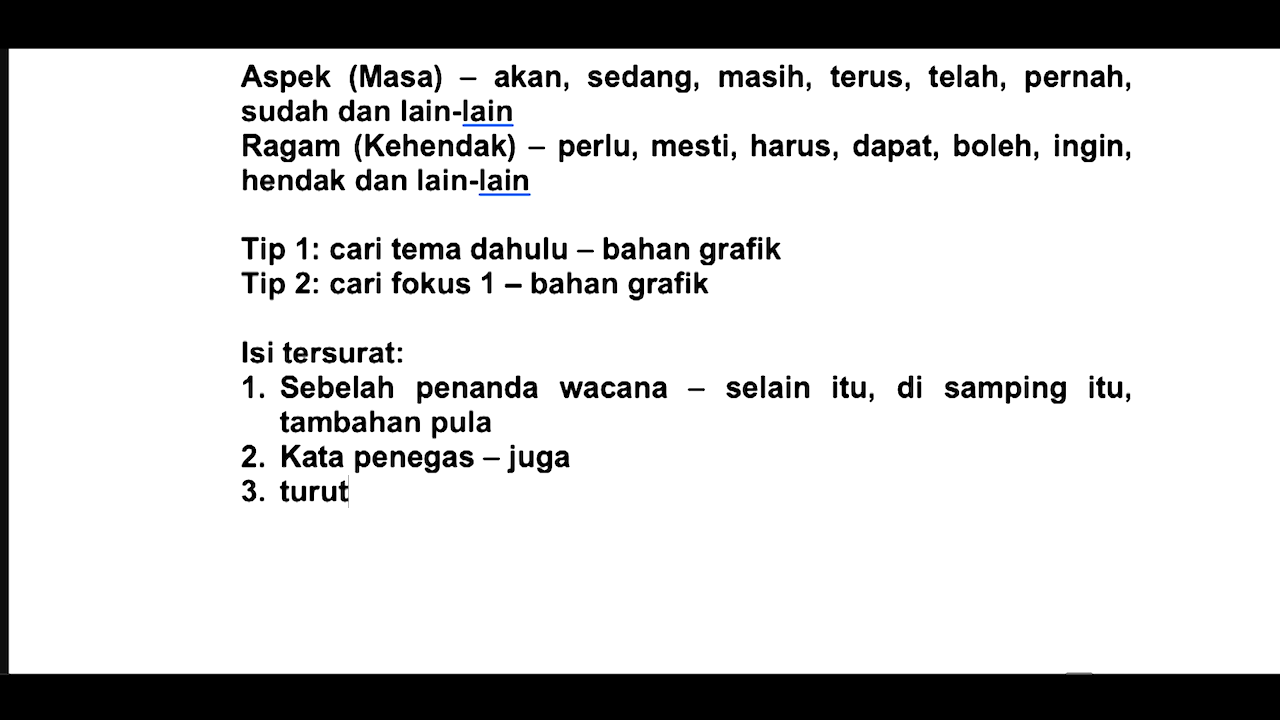 Aspek (Masa) – akan, sedang, masih, terus, telah, pernah,
sudah dan lain-lain
Ragam (Kehendak) – perlu, mesti, harus, dapat, boleh, ingin,
hendak dan lain-lain
Tip 1: cari tema dahulu – bahan grafik
Tip 2: cari fokus 1 – bahan grafik
Isi tersurat:
1. Sebelah penanda wacana – selain itu, di samping itu,
tambahan pula
2. Kata penegas – juga
3. turut